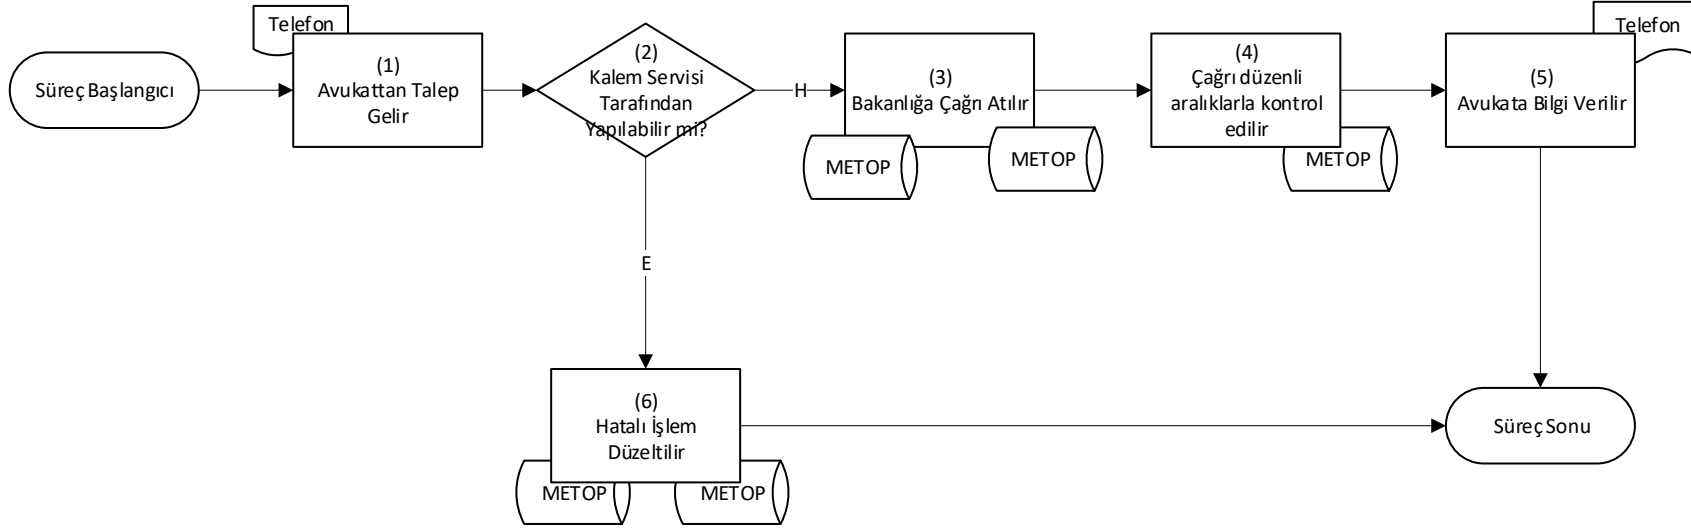 Telefon
Süreç Başlangıcı
(1)
Avukattan Talep
Gelir
(2)
Kalem Servisi
Tarafından
Yapılabilir mi?
H
(3)
Bakanlığa Çağrı Atılır
METOP
METOP
(4)
Çağrı düzenli
aralıklarla kontrol
edilir
METOP
Telefon
(5)
Avukata Bilgi Verilir
E
(6)
Hatalı İşlem
Düzeltilir
METOP
METOP
Süreç Sonu